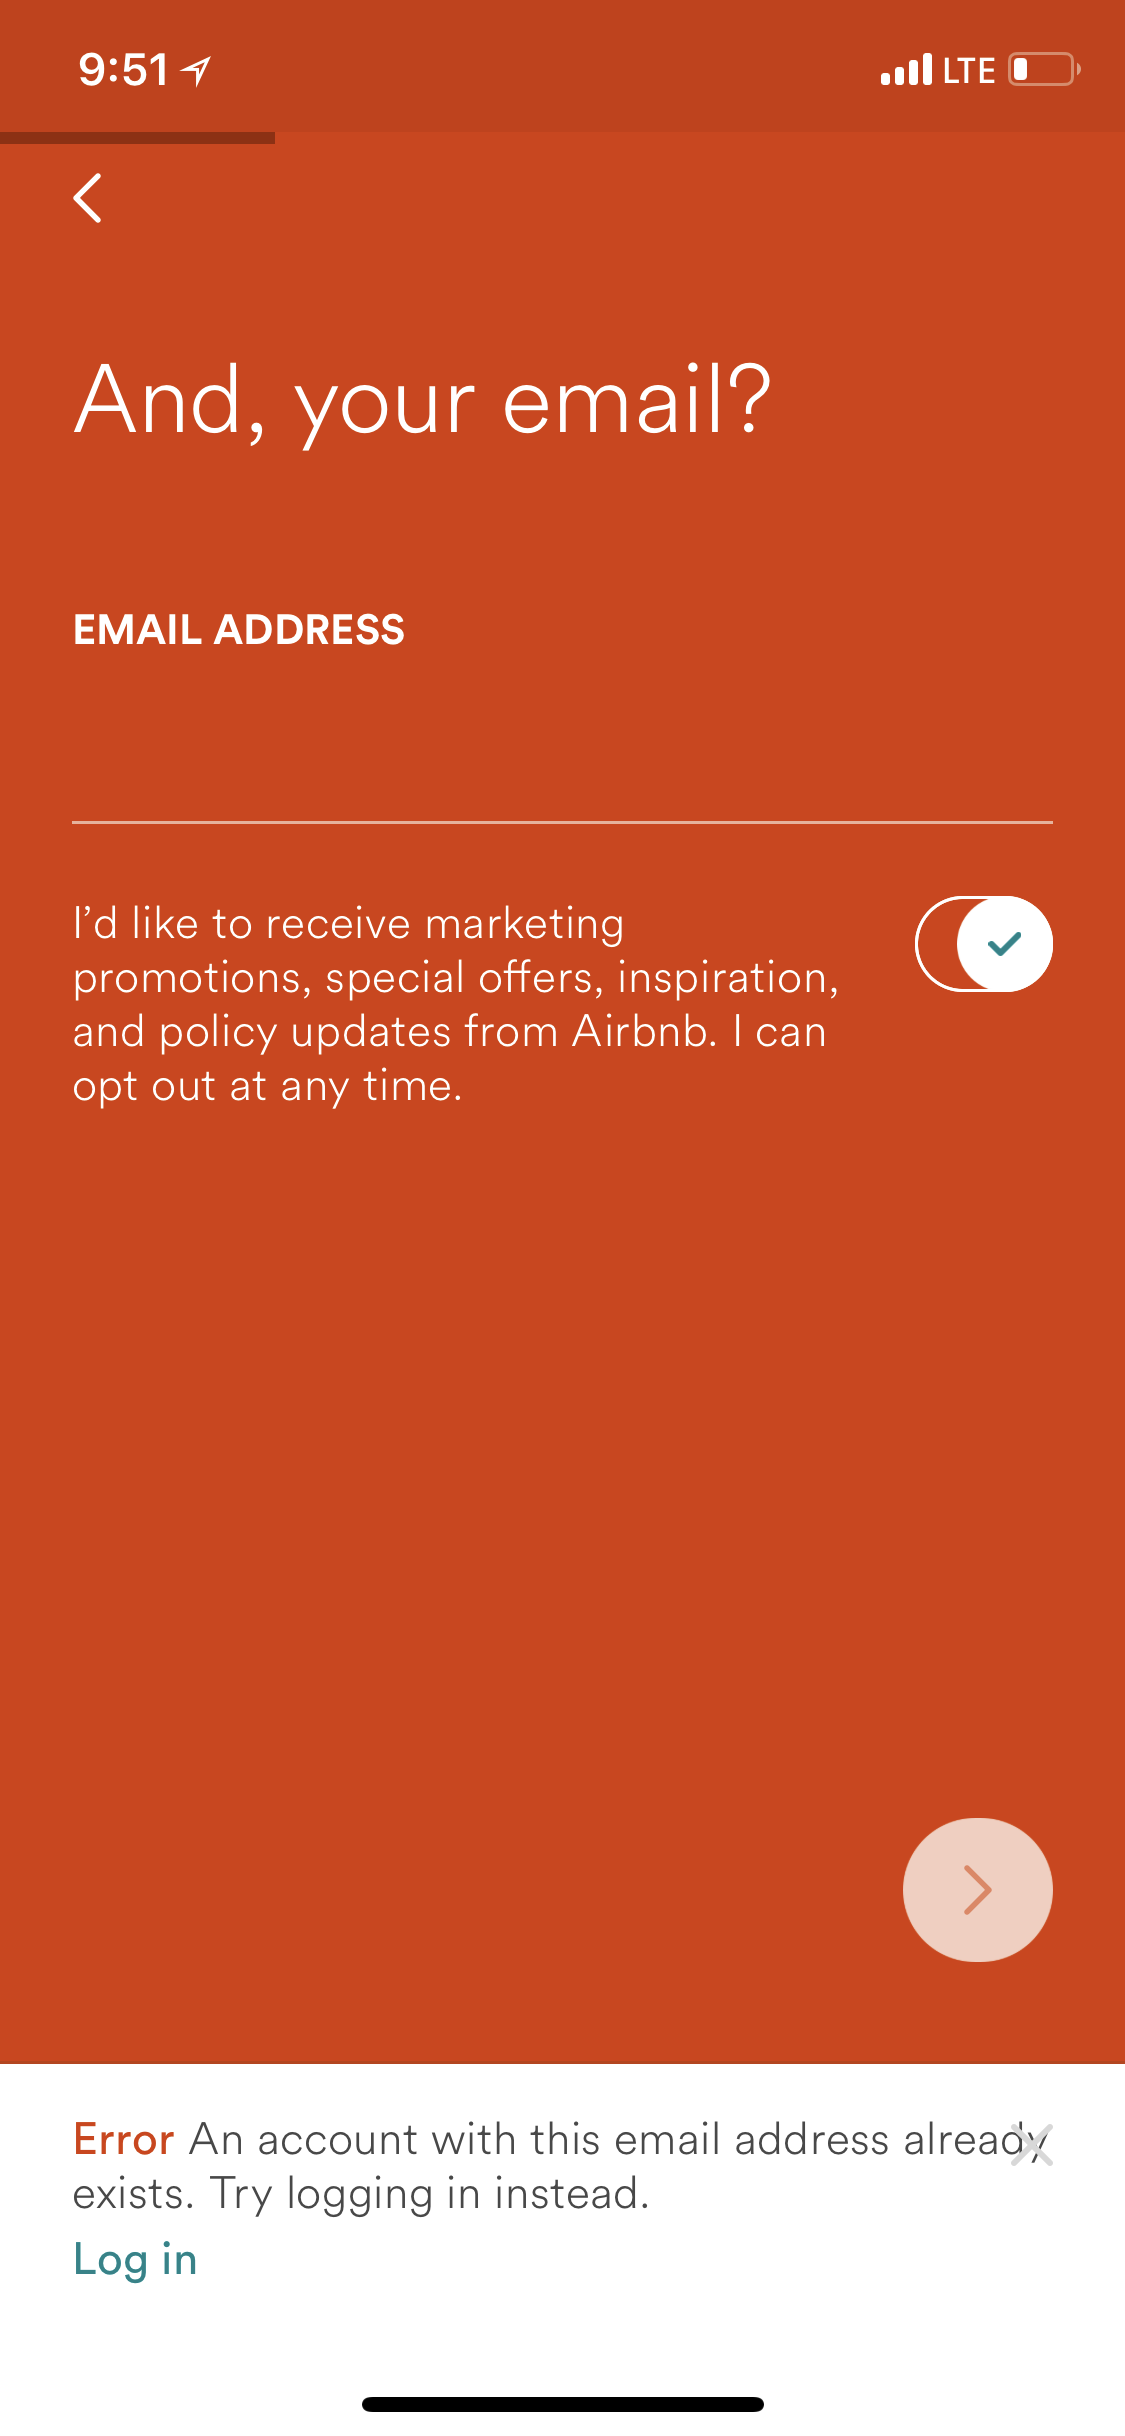 9:51
LTE
And, your email?
EMAIL ADDRESS
I’d like to receive marketing
promotions, special offers, inspiration,
and policy updates from Airbnb. I can
opt out at any time.
Error An account with this email address already
exists. Try logging in instead.
Log in